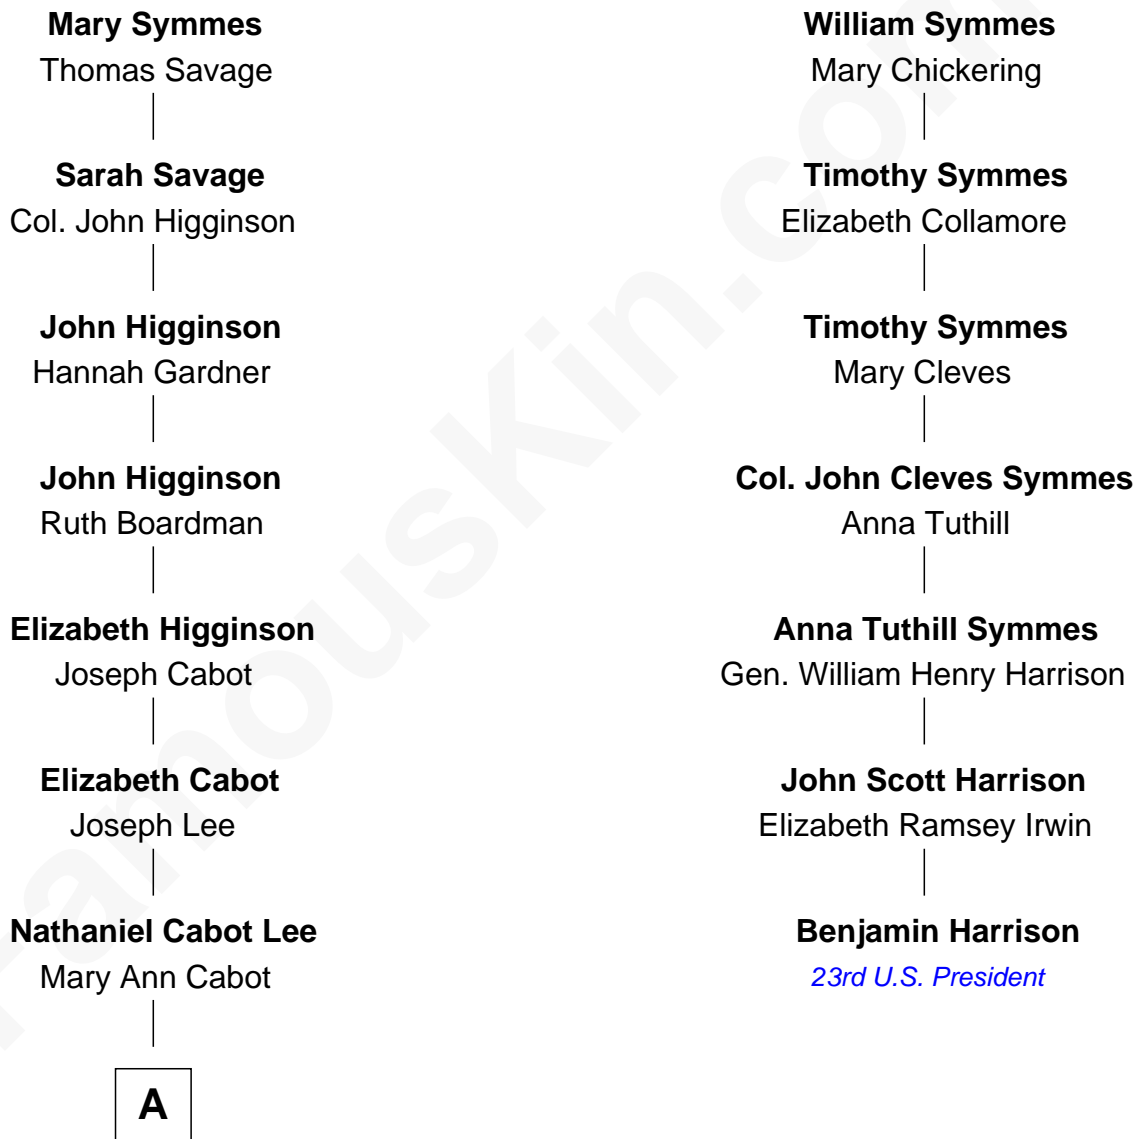 Mary Symmes
Thomas Savage
Sarah Savage
Col. John Higginson
John Higginson
Hannah Gardner
John Higginson
Ruth Boardman
Elizabeth Higginson
Joseph Cabot
Elizabeth Cabot
Joseph Lee
Nathaniel Cabot Lee
Mary Ann Cabot
A
William Symmes
Mary Chickering
Timothy Symmes
Elizabeth Collamore
Timothy Symmes
Mary Cleves
Col. John Cleves Symmes
Anna Tuthill
Anna Tuthill Symmes
Gen. William Henry Harrison
John Scott Harrison
Elizabeth Ramsey Irwin
Benjamin Harrison
23rd U.S. President
FamousKin.com